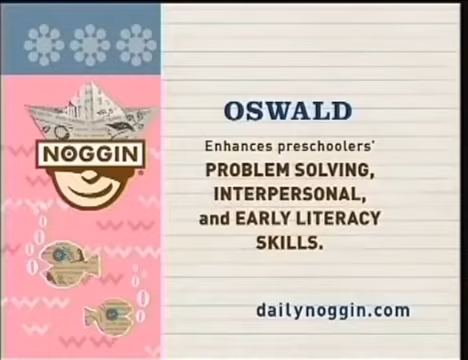 NOGGIN
OSWALD
Enhances preschoolers'
PROBLEM SOLVING,
INTERPERSONAL,
and EARLY LITERACY
SKILLS.
dailynoggin.com